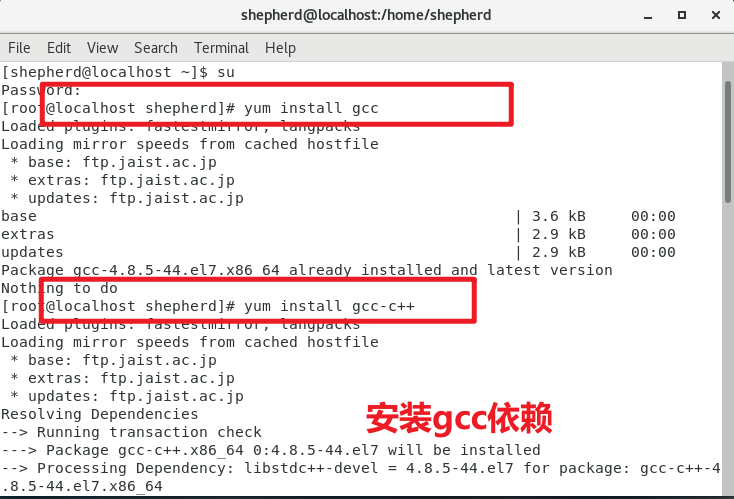 shepherd@localhost:/home/shepherd
File Edit View Search Terminal Help
[shepherd@localhost ~]$ su
Password:
[root@localhost shepherd]# yum install gcc
Loaded plugins: fastestmirror, langpacks
Loading mirror speeds from cached hostfile
* base: ftp.jaist.ac.jp
* extras: ftp.jaist.ac.jp
* updates: ftp.jaist.ac.jp
base | 3.6 kB 00:00
extras | 2.9 kB 00:00
updates | 2.9 kB 00:00
Package gcc-4.8.5-44.el7.x86_64 already installed and latest version
Nothing to do
[root@localhost shepherd]# yum install gcc-c++
Loaded plugins: fastestmirror, langpacks
Loading mirror speeds from cached hostfile
* base: ftp.jaist.ac.jp
* extras: ftp.jaist.ac.jp
* updates: ftp.jaist.ac.jp
Resolving Dependencies
安装gcc依赖
--> Running transaction check
---> Package gcc-c++.x86_64 0:4.8.5-44.el7 will be installed
--> Processing Dependency: libstdc++-devel = 4.8.5-44.el7 for package: gcc-c++-4
.8.5-44.el7.x86_64